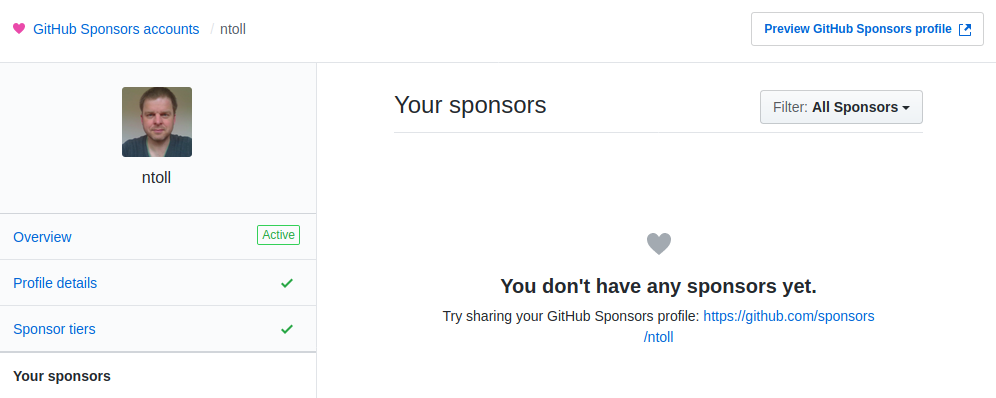 GitHub Sponsors accounts / ntoll
Preview GitHub Sponsors profile
ntoll
Overview
Active
Profile details
Sponsor tiers
Your sponsors
Your sponsors
Filter: All Sponsors
You don't have any sponsors yet.
Try sharing your GitHub Sponsors profile: https://github.com/sponsors
/ntoll